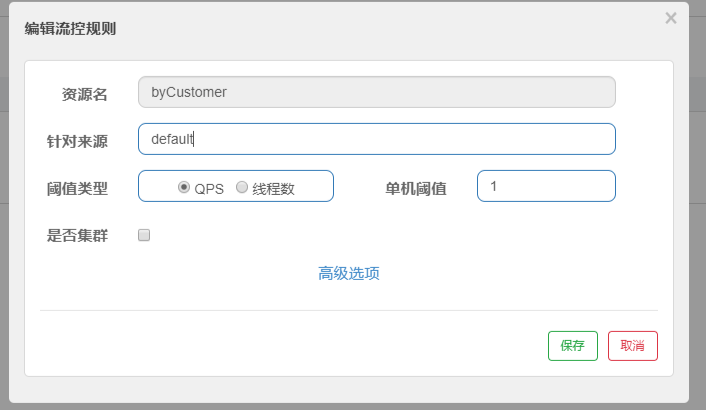 编辑流控规则 ×
资源名 byCustomer
针对来源 default
阈值类型 QPS 线程数 单机阈值 1
是否集群
高级选项
保存 取消